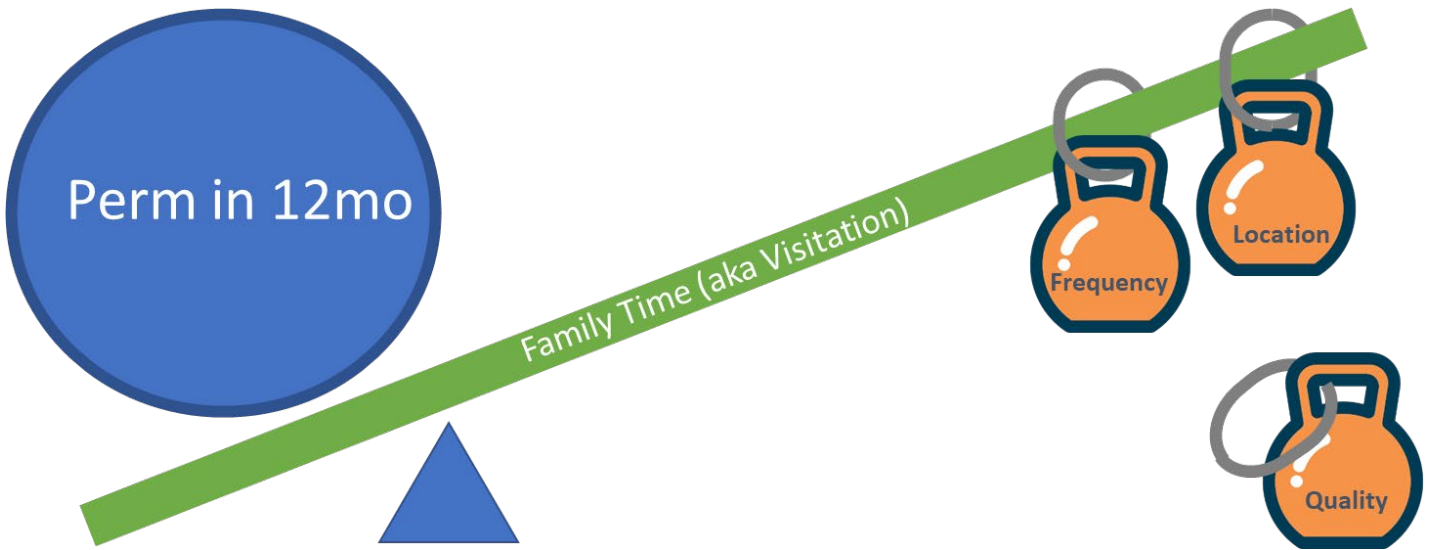 Perm in 12mo
Family Time (aka Visitation)
Frequency
Location
Quality